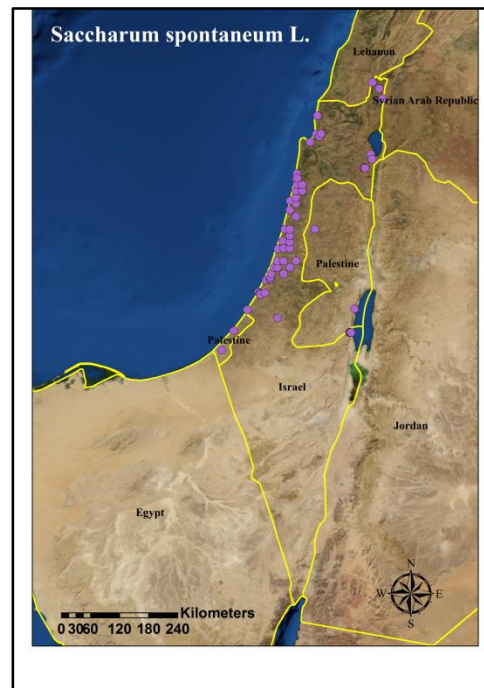 Saccharum spontaneum L.
Lebanon
Syrian Arab Republic
Palestine
Palestine
Israel
Jordan
Egypt
N
W E
S
Kilometers
0 30 60 120 180 240